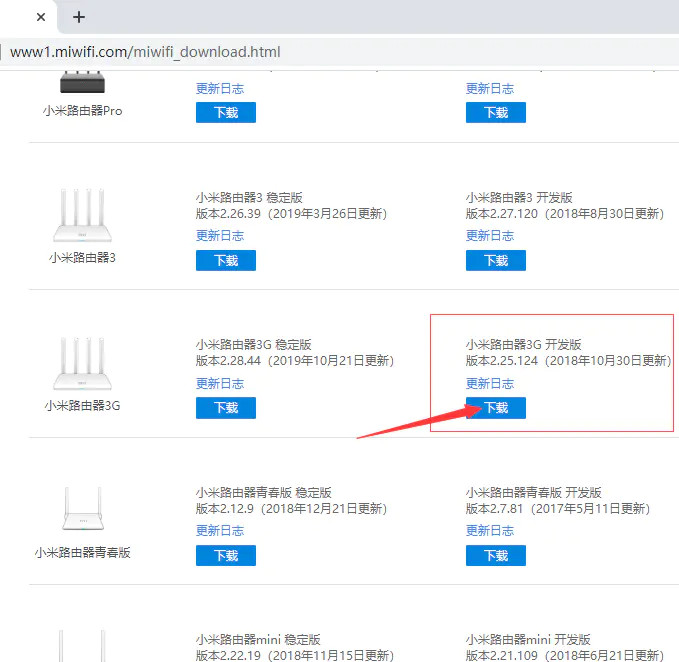 www1.miwifi.com/miwifi_download.html
更新日志
更新日志
小米路由器Pro
下载
下载
小米路由器3 稳定版
小米路由器3 开发版
版本2.26.39（2019年3月26日更新）
版本2.27.120（2018年8月30日更新）
更新日志
更新日志
小米路由器3
下载
下载
小米路由器3G 稳定版
小米路由器3G 开发版
版本2.28.44（2019年10月21日更新）
版本2.25.124（2018年10月30日更新）
更新日志
更新日志
小米路由器3G
下载
下载
小米路由器青春版 稳定版
小米路由器青春版 开发版
版本2.12.9（2018年12月21日更新）
版本2.7.81（2017年5月11日更新）
更新日志
更新日志
小米路由器青春版
下载
下载
小米路由器mini 稳定版
小米路由器mini 开发版
版本2.22.19（2018年11月15日更新）
版本2.21.109（2018年6月21日更新）